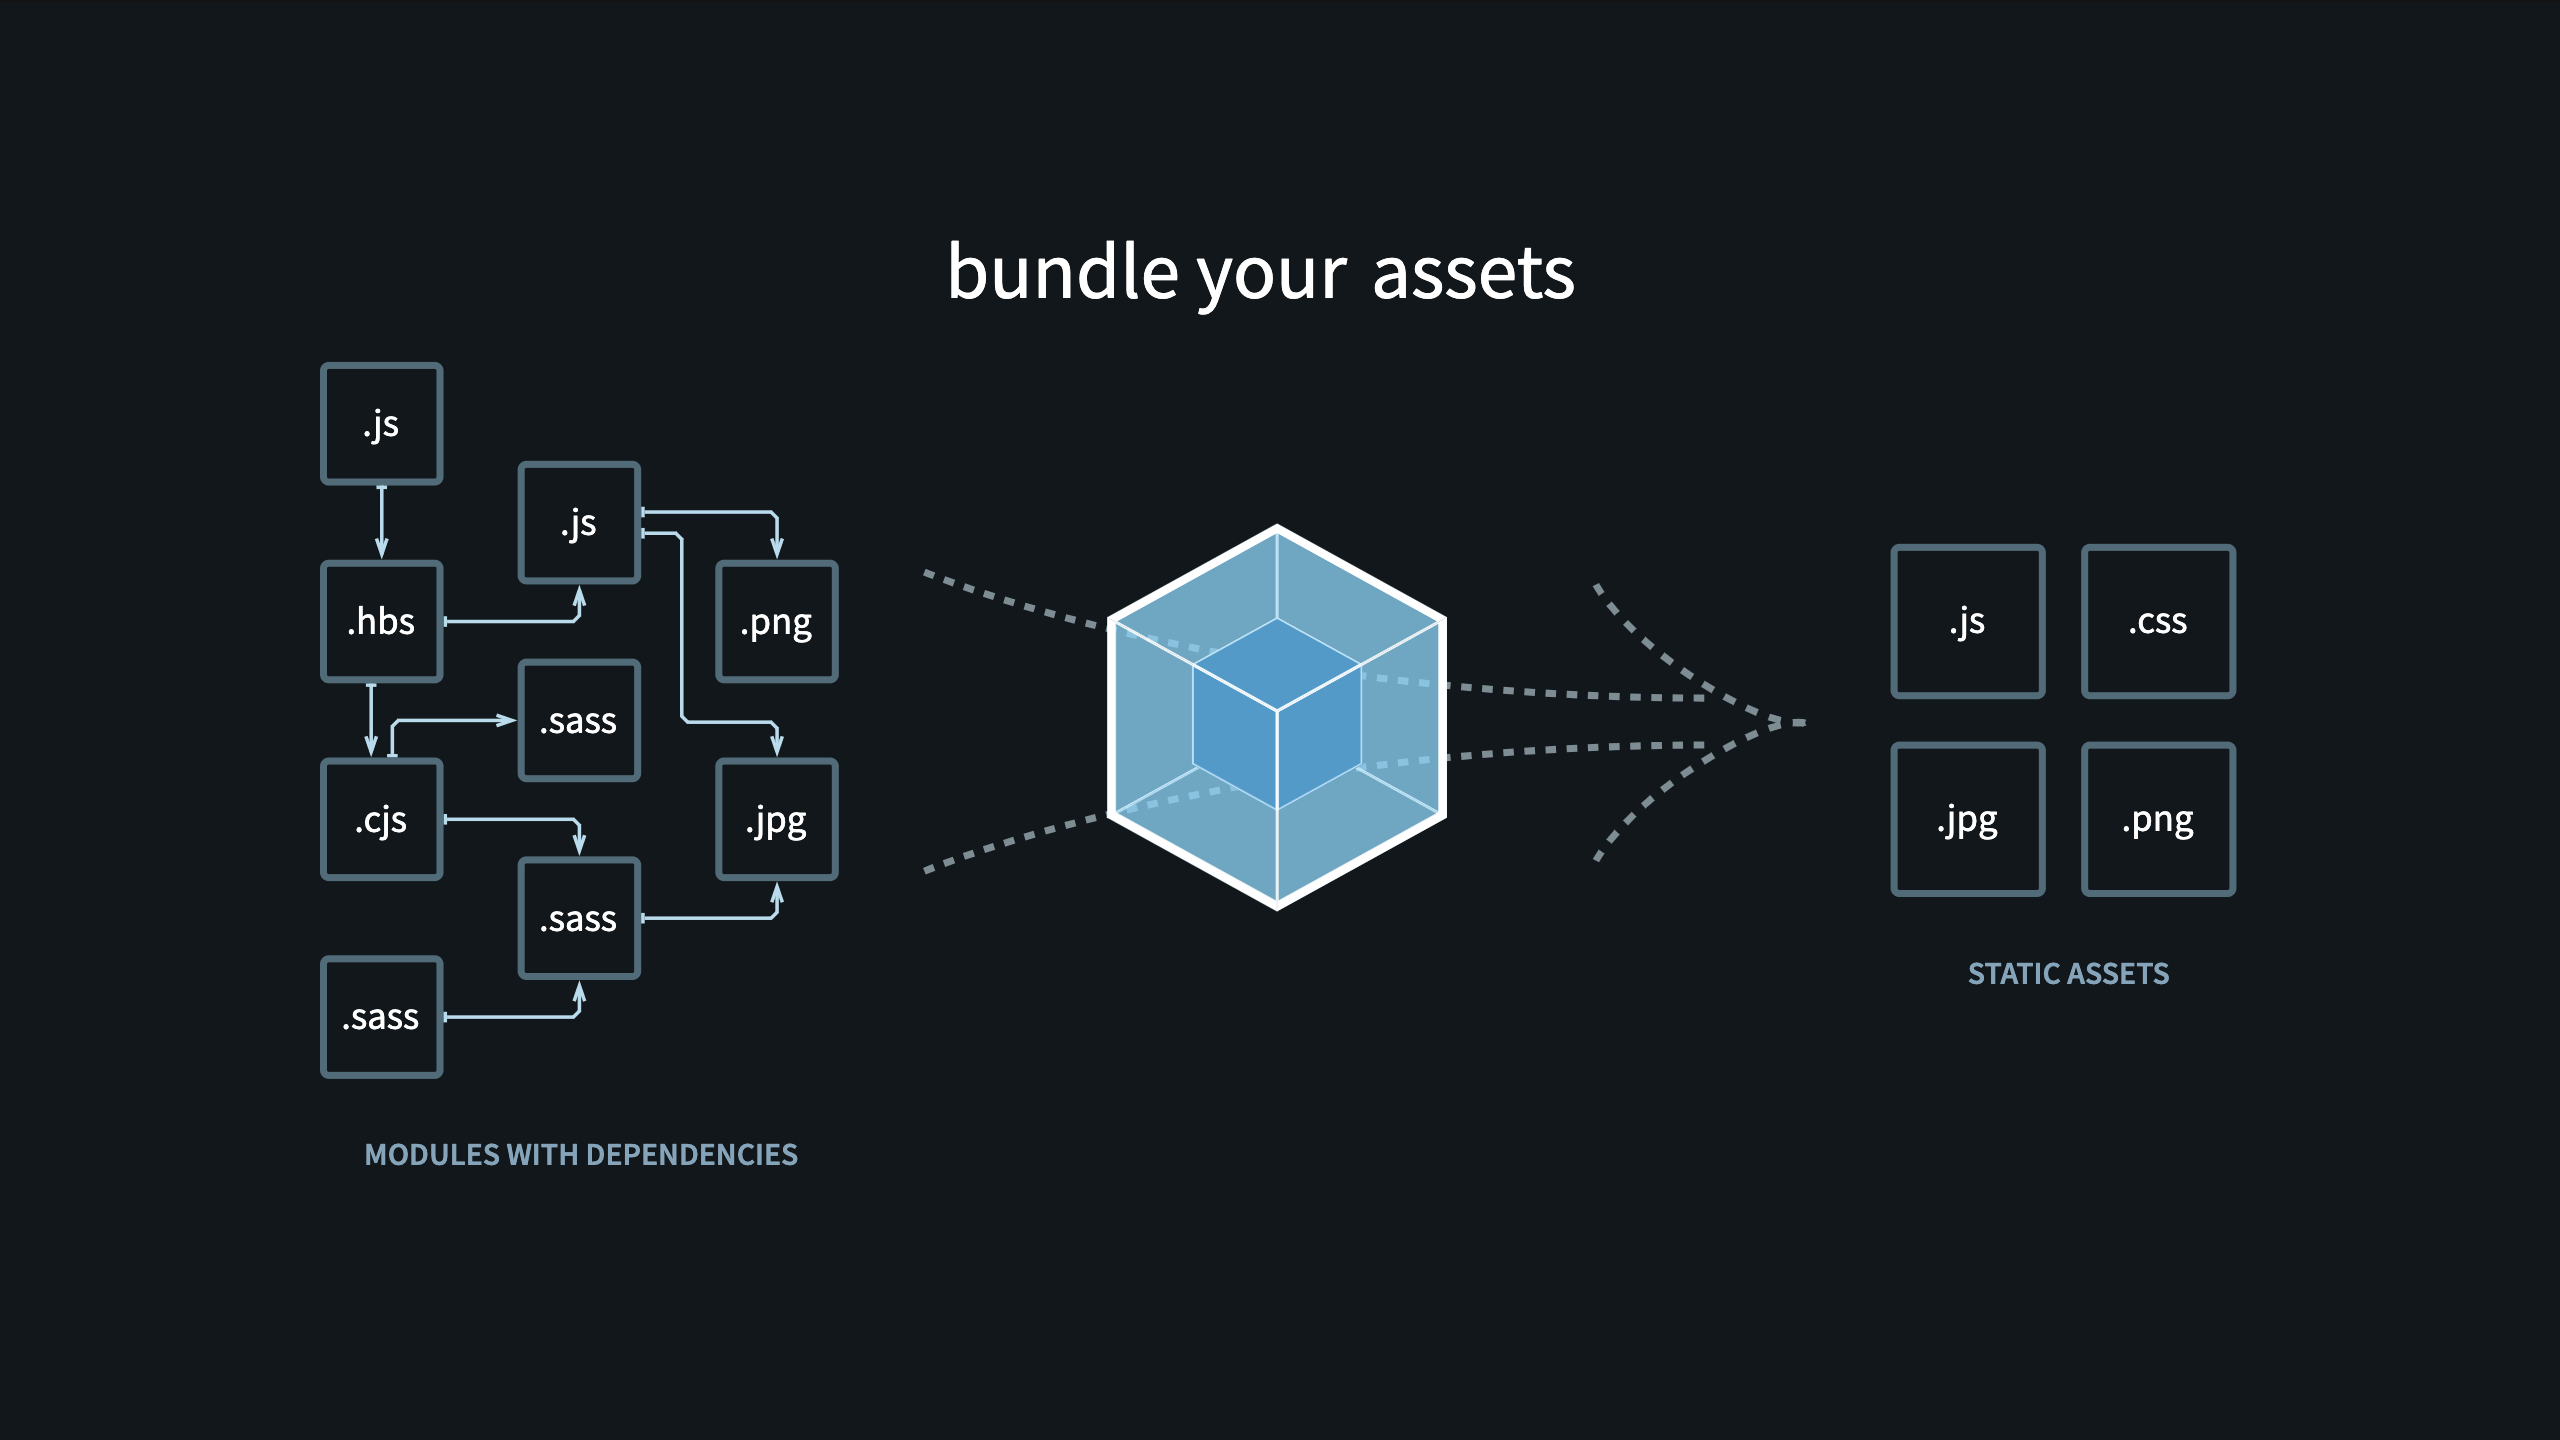 bundle your assets
.js
.js
.hbs
.png
.sass
.cjs
.jpg
.sass
.sass
MODULES WITH DEPENDENCIES
.js
.css
.jpg
.png
STATIC ASSETS